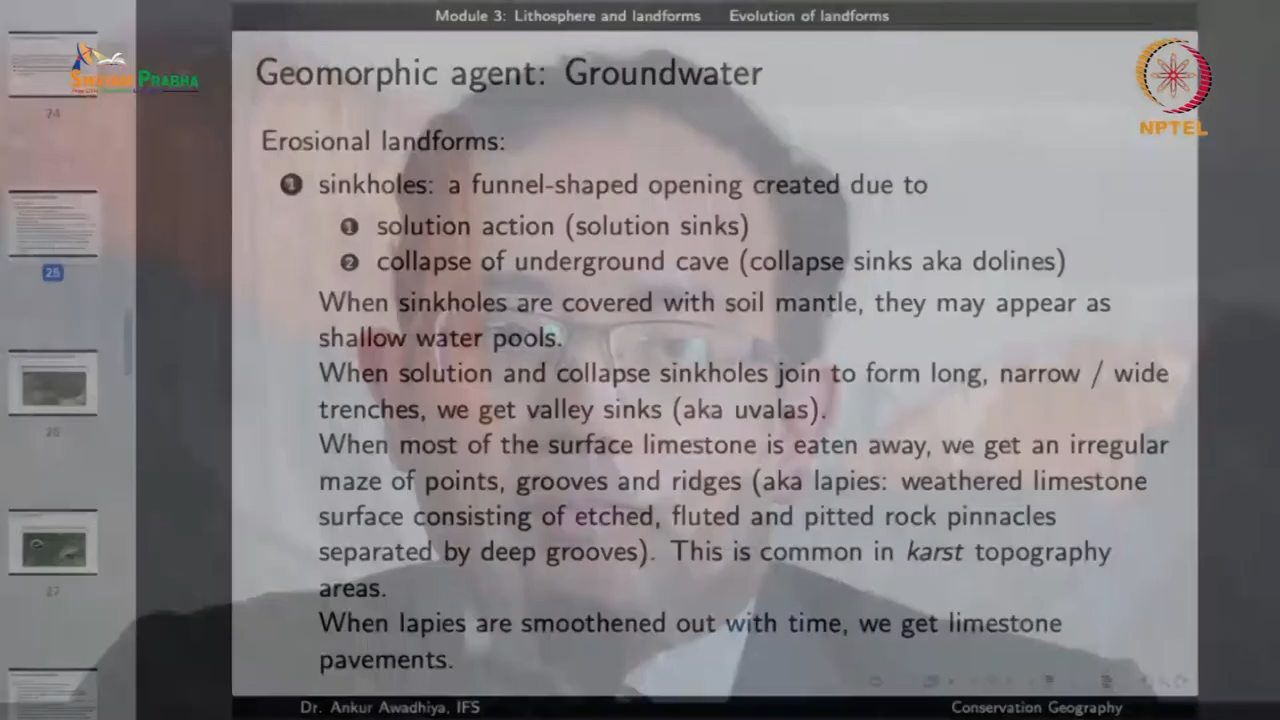 Module 3: Lithosphere and landforms Evolution of landforms
SWAYAM PRABHA
NPTEL
24
25
26
27
Geomorphic agent: Groundwater
Erosional landforms:
1 sinkholes: a funnel-shaped opening created due to
1 solution action (solution sinks)
2 collapse of underground cave (collapse sinks aka dolines)
When sinkholes are covered with soil mantle, they may appear as
shallow water pools.
When solution and collapse sinkholes join to form long, narrow / wide
trenches, we get valley sinks (aka uvalas).
When most of the surface limestone is eaten away, we get an irregular
maze of points, grooves and ridges (aka lapies: weathered limestone
surface consisting of etched, fluted and pitted rock pinnacles
separated by deep grooves). This is common in karst topography
areas.
When lapies are smoothened out with time, we get limestone
pavements.
Dr. Ankur Awadhiya, IFS Conservation Geography